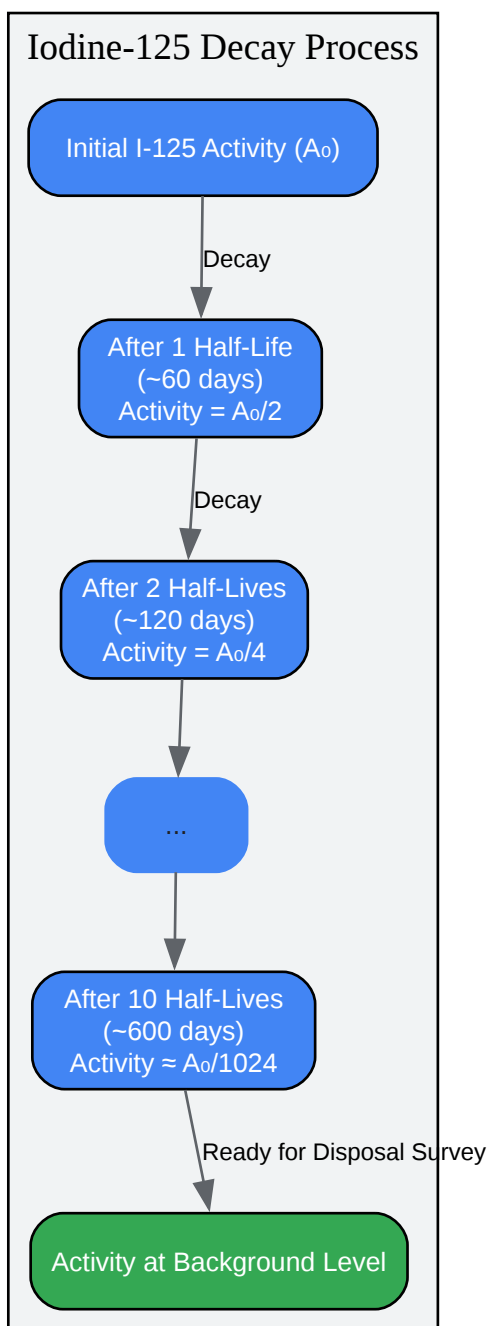 Iodine-125 Decay Process
Initial I-125 Activity (A₀)
Decay
After 1 Half-Life
(~60 days)
Activity = A₀/2
Decay
After 2 Half-Lives
(~120 days)
Activity = A₀/4
...
After 10 Half-Lives
(~600 days)
Activity ≈ A₀/1024
Ready for Disposal Survey
Activity at Background Level